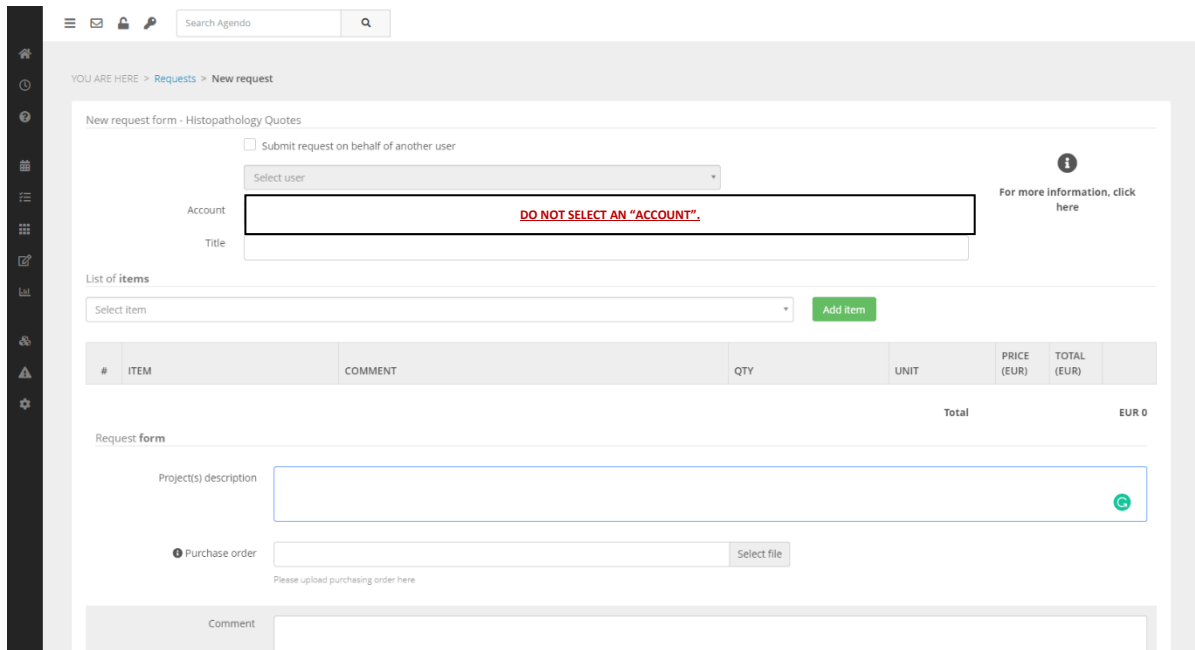 Search Agendo
YOU ARE HERE > Requests > New request
New request form - Histopathology Quotes
Submit request on behalf of another user
Select user
For more information, click
here
Account
DO NOT SELECT AN “ACCOUNT”.
Title
List of items
Select item
Add item
# ITEM COMMENT QTY UNIT PRICE (EUR) TOTAL (EUR)
Total EUR 0
Request form
Project(s) description
Purchase order
Select file
Please upload purchasing order here
Comment